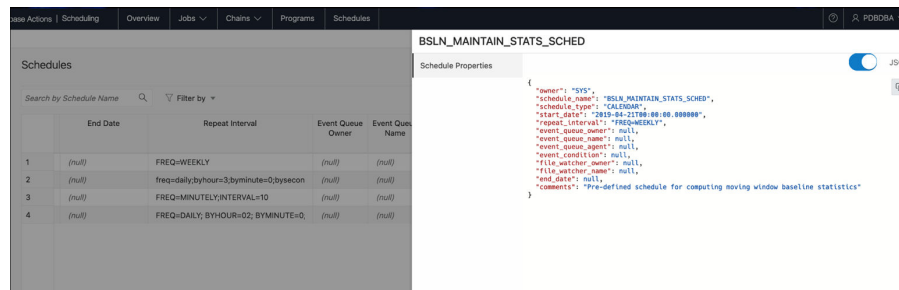 base Actions | Scheduling Overview Jobs Chains Programs Schedules PDBDBA
BSLN_MAINTAIN_STATS_SCHED
Schedules
Search by Schedule Name Filter by
End Date Repeat Interval Event Queue Owner Event Queu Name
1 (null) FREQ=WEEKLY (null) (null)
2 (null) freq=daily;byhour=3;byminute=0;bysecon (null) (null)
3 (null) FREQ=MINUTELY;INTERVAL=10 (null) (null)
4 (null) FREQ=DAILY; BYHOUR=02; BYMINUTE=0; (null) (null)
Schedule Properties
JS
{
"owner": "SYS",
"schedule_name": "BSLN_MAINTAIN_STATS_SCHED",
"schedule_type": "CALENDAR",
"start_date": "2019-04-21T00:00:00.000000",
"repeat_interval": "FREQ=WEEKLY",
"event_queue_owner": null,
"event_queue_name": null,
"event_queue_agent": null,
"event_condition": null,
"file_watcher_owner": null,
"file_watcher_name": null,
"end_date": null,
"comments": "Pre-defined schedule for computing moving window baseline statistics"
}